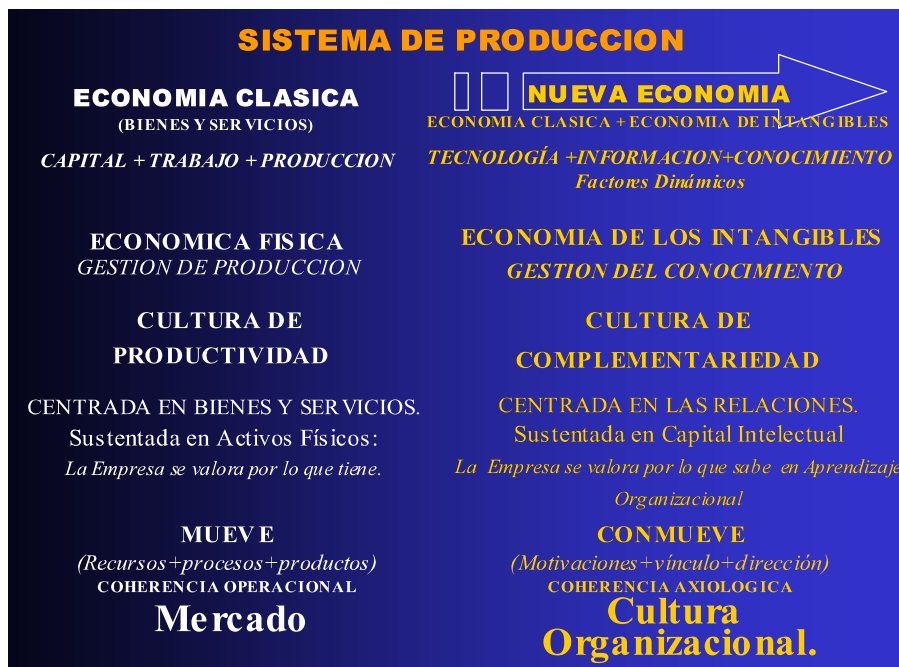 SISTEMA DE PRODUCCION
ECONOMIA CLASICA
(BIENES Y SERVICIOS)
CAPITAL + TRABAJO + PRODUCCION
ECONOMICA FISICA
GESTION DE PRODUCCION
CULTURA DE
PRODUCTIVIDAD
CENTRADA EN BIENES Y SERVICIOS.
Sustentada en Activos Físicos:
La Empresa se valora por lo que tiene.
MUEVE
(Recursos+procesos+productos)
COHERENCIA OPERACIONAL
Mercado
NUEVA ECONOMIA
ECONOMIA CLASICA + ECONOMIA DE INTANGIBLES
TECNOLOGÍA +INFORMACION+CONOCIMIENTO
Factores Dinámicos
ECONOMIA DE LOS INTANGIBLES
GESTION DEL CONOCIMIENTO
CULTURA DE
COMPLEMENTARIEDAD
CENTRADA EN LAS RELACIONES.
Sustentada en Capital Intelectual
La Empresa se valora por lo que sabe en Aprendizaje
Organizacional
CONMUEVE
(Motivaciones+vínculo+dirección)
COHERENCIA AXIOLOGICA
Cultura
Organizacional.